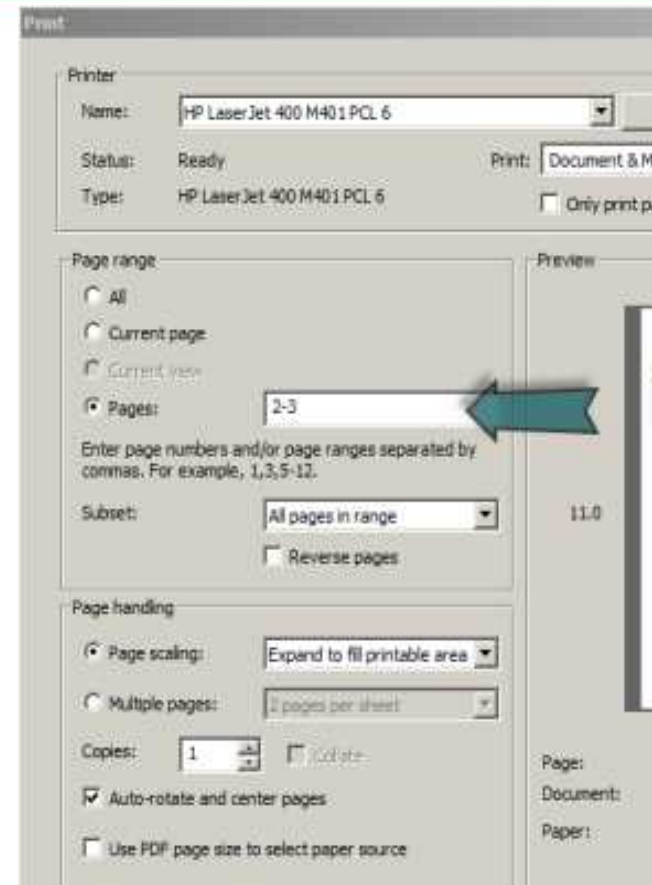 Print
Printer
Name: HP LaserJet 400 M401 PCL 6
Status: Ready Print: Document & M
Type: HP LaserJet 400 M401 PCL 6 Only print pa
Page range Preview
All
Current page
Current view
Pages: 2-3
Enter page numbers and/or page ranges separated by
commas. For example, 1,3,5-12.
Subset: All pages in range 11.0
Reverse pages
Page handling
Page scaling: Expand to fill printable area
Multiple pages: 2 pages per sheet
Copies: 1 Collate
Page:
Auto-rotate and center pages Document:
Paper:
Use PDF page size to select paper source